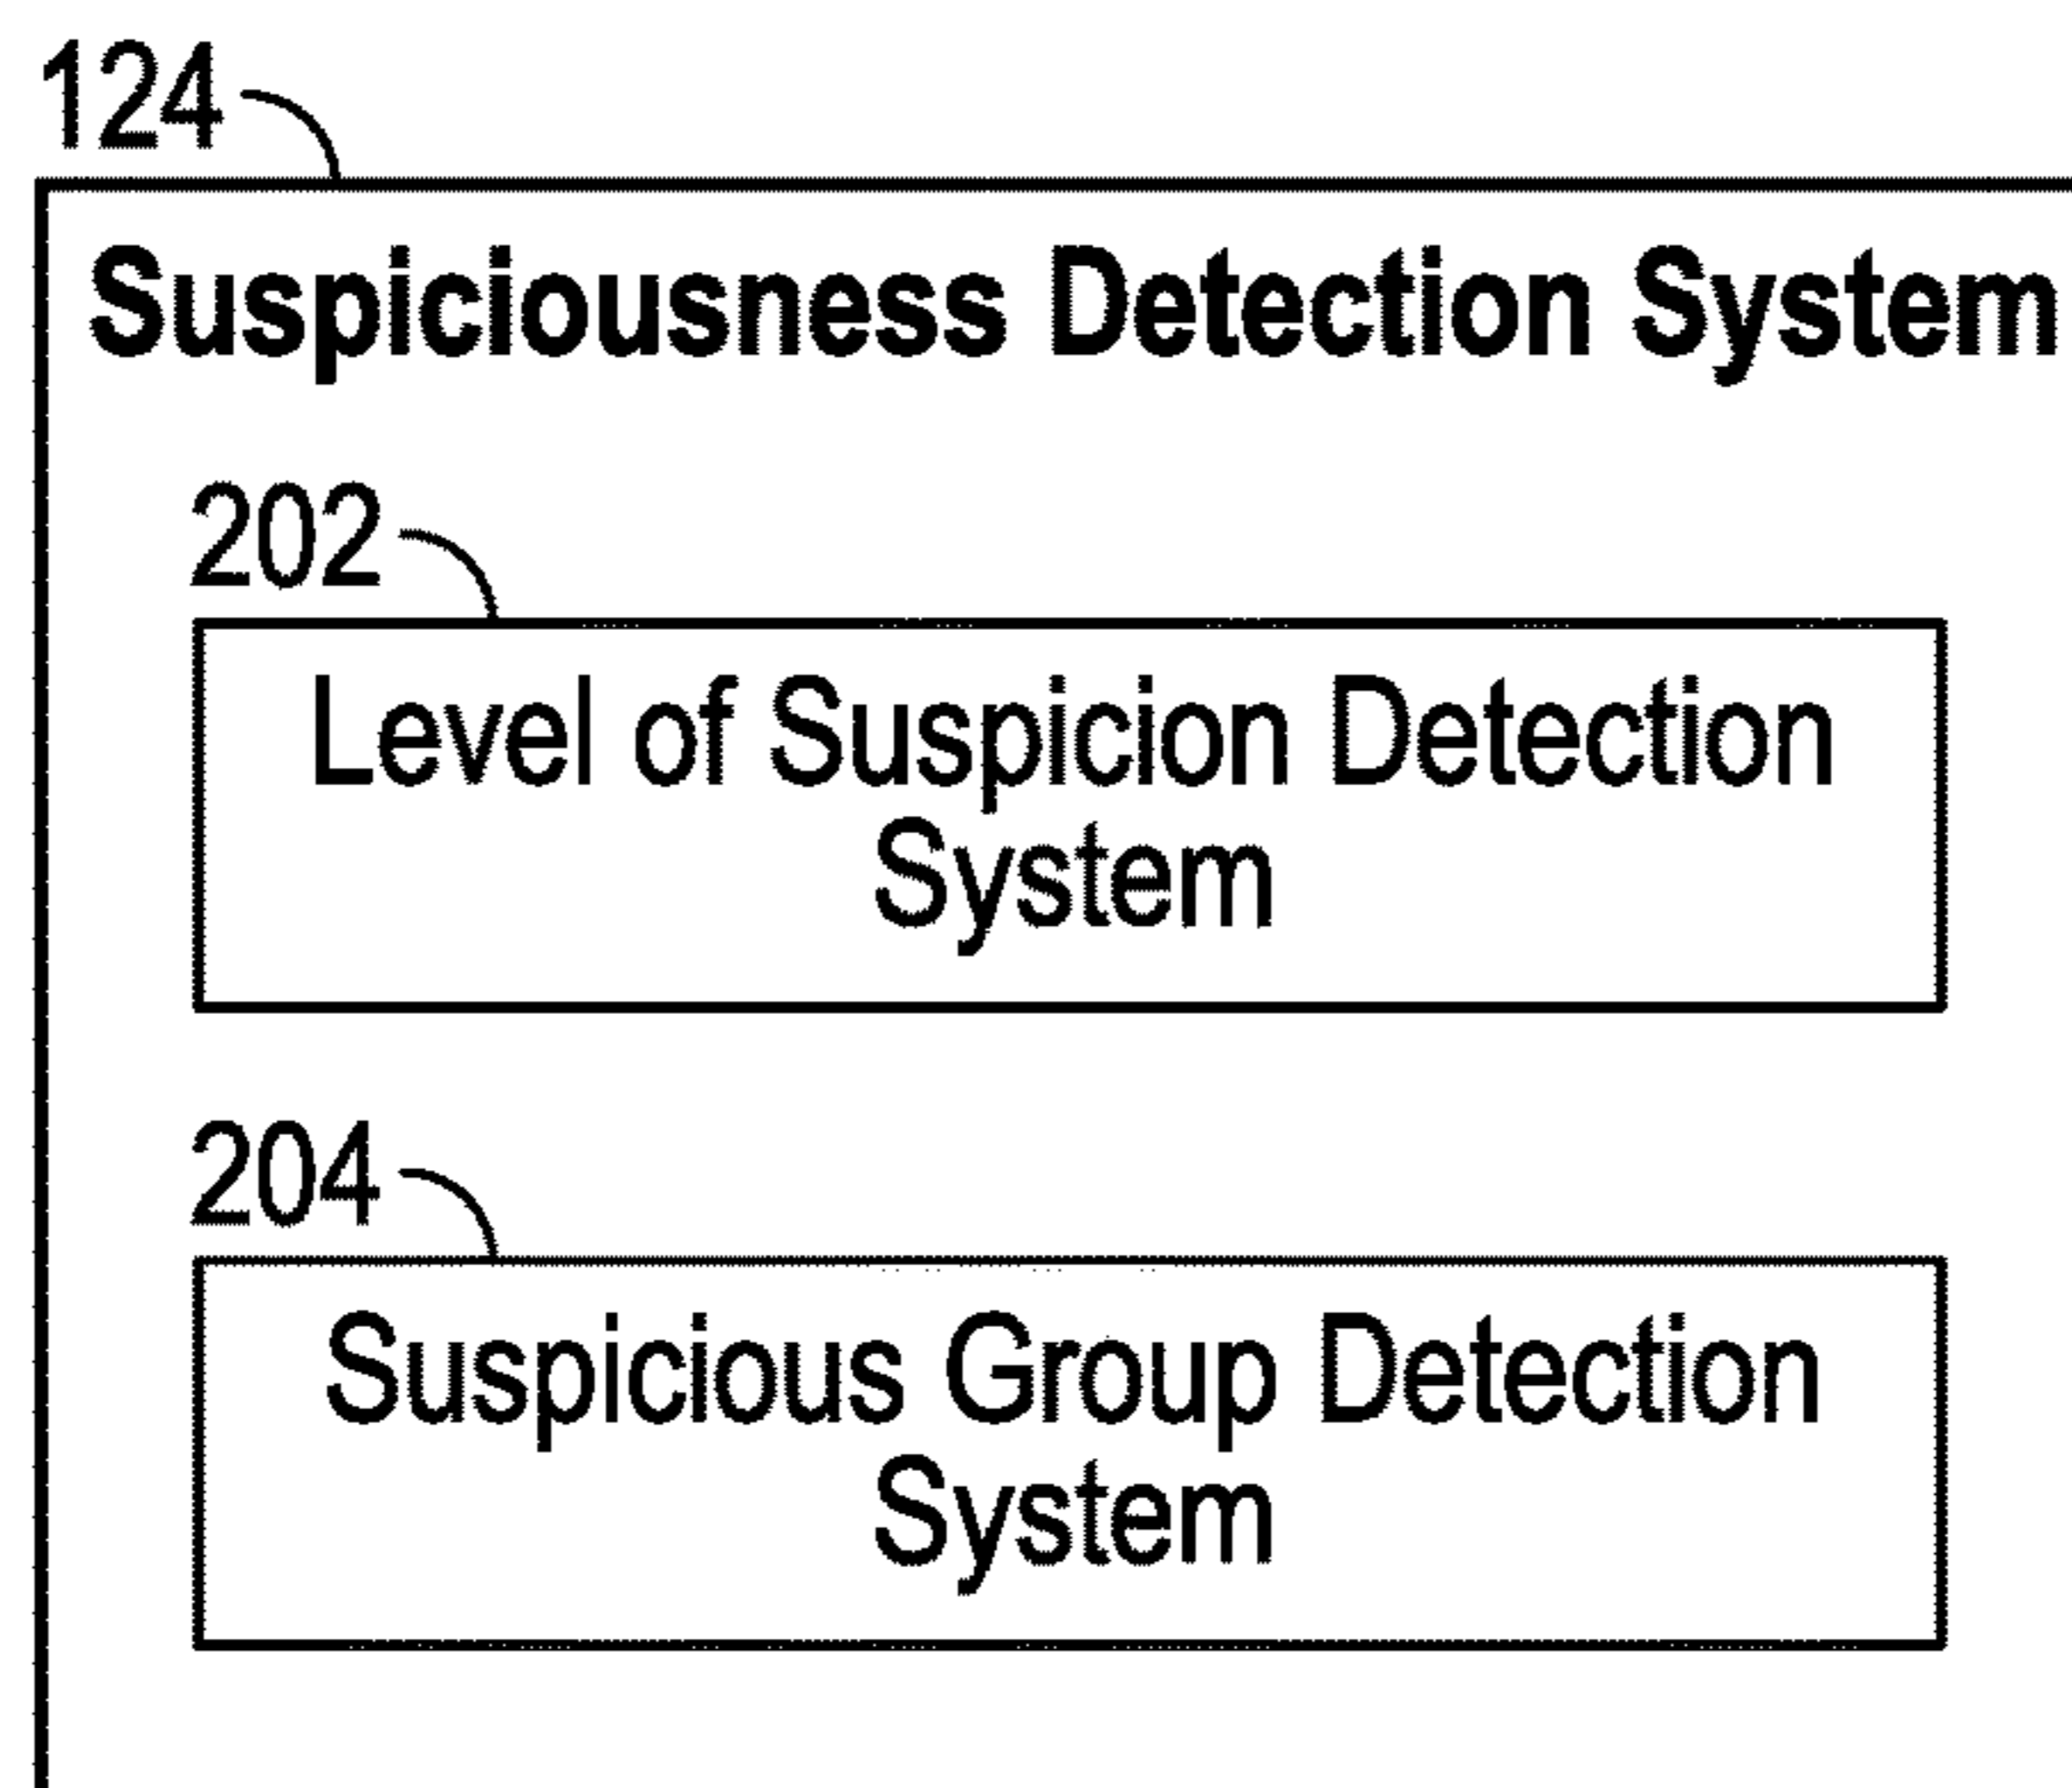 124
Suspiciousness Detection System
202
Level of Suspicion Detection
System
204
Suspicious Group Detection
System